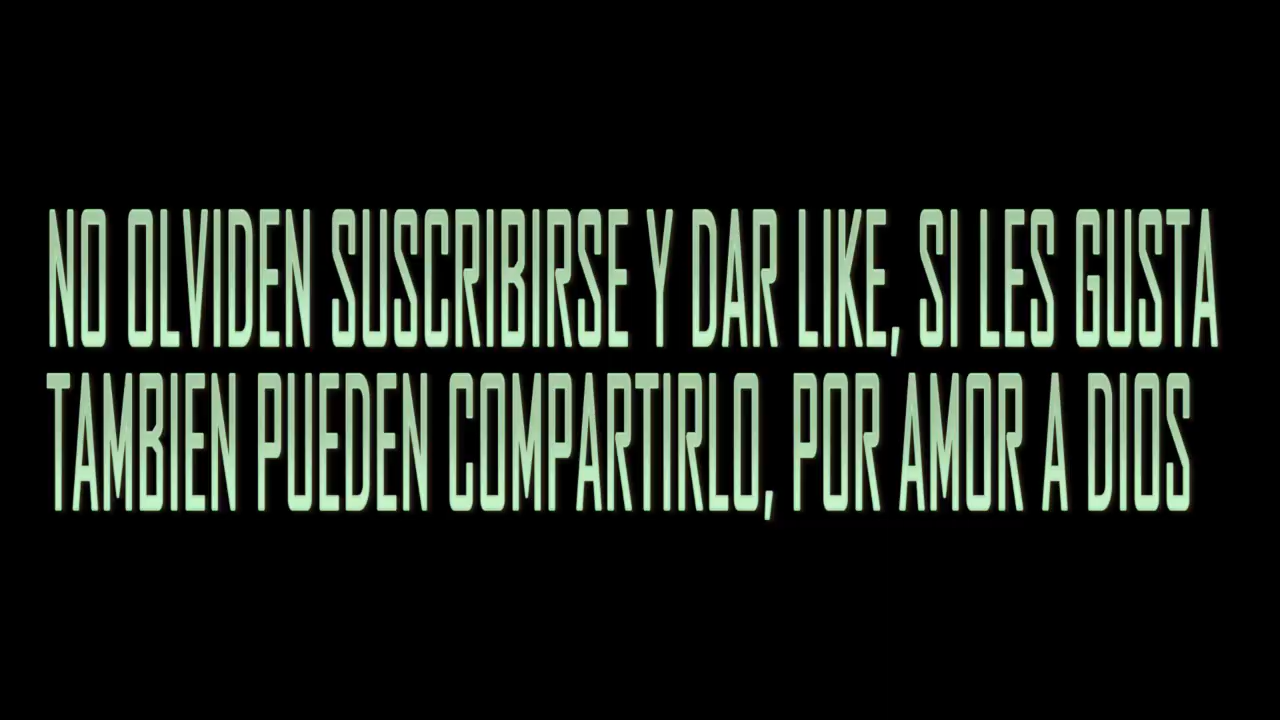 NO OLVIDEN SUSCRIBIRSE Y DAR LIKE, SI LES GUSTA
TAMBIEN PUEDEN COMPARTIRLO, POR AMOR A DIOS